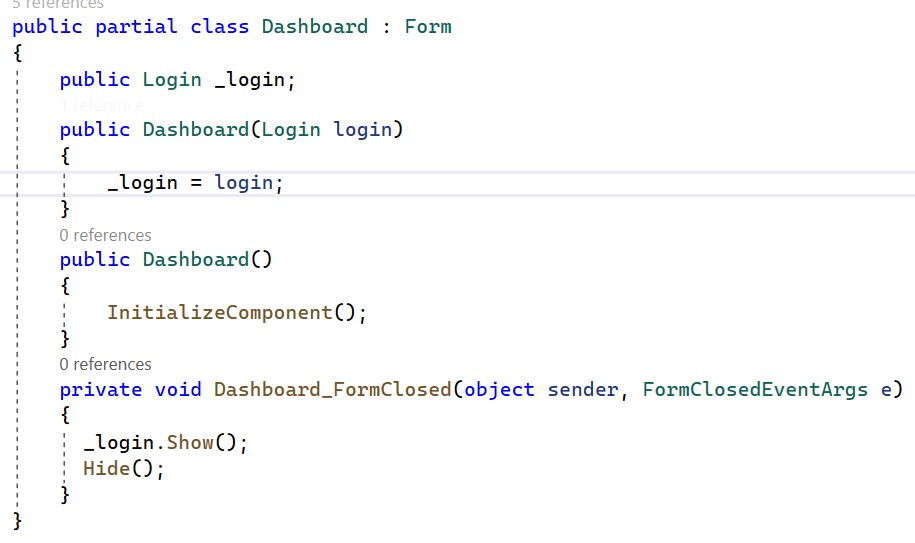 5 references
public partial class Dashboard : Form
{
public Login _login;
1 reference
public Dashboard(Login login)
{
_login = login;
}
0 references
public Dashboard()
{
InitializeComponent();
}
0 references
private void Dashboard_FormClosed(object sender, FormClosedEventArgs e)
{
_login.Show();
Hide();
}
}